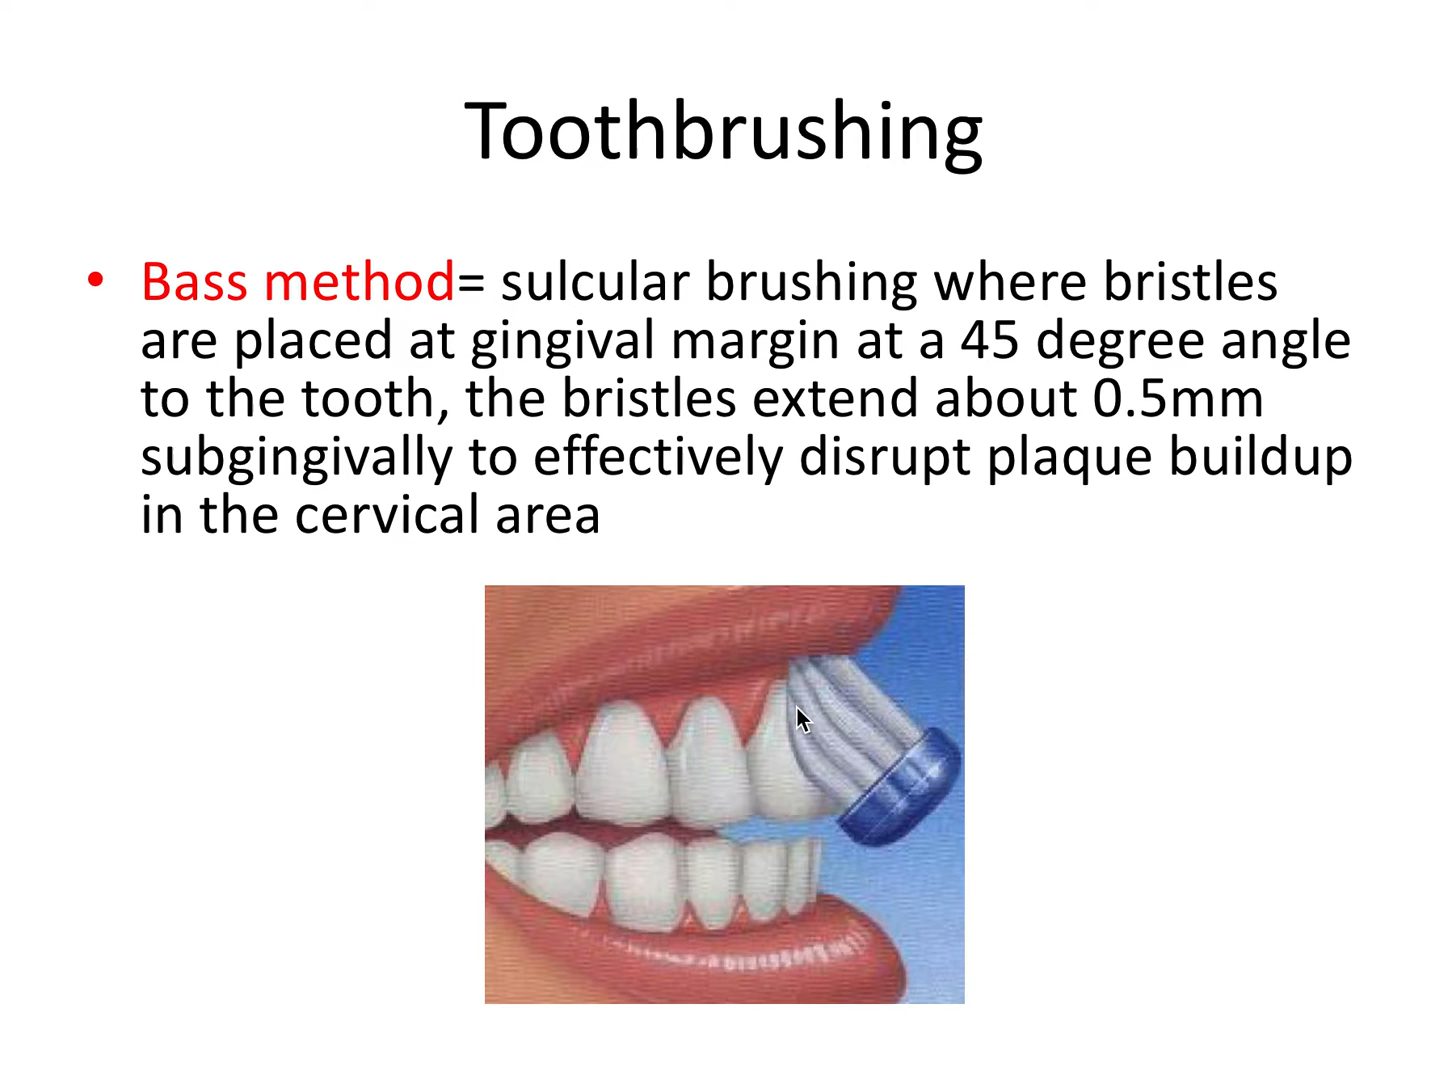 Toothbrushing
• Bass method= sulcular brushing where bristles
are placed at gingival margin at a 45 degree angle
to the tooth, the bristles extend about 0.5mm
subgingivally to effectively disrupt plaque buildup
in the cervical area